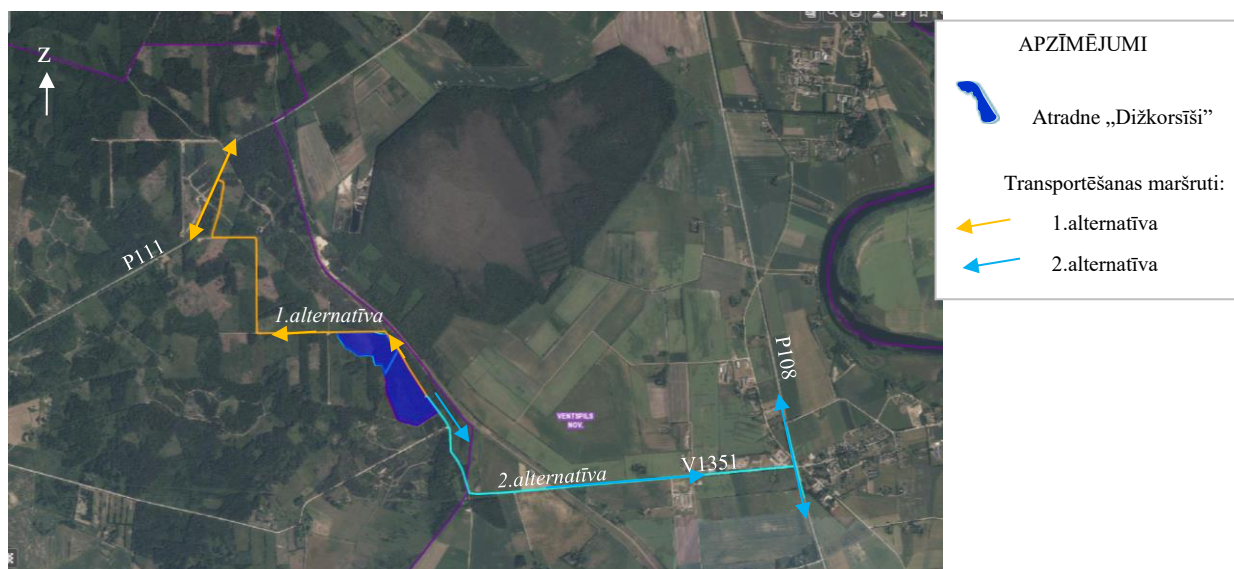 Z
P111
1.alternatīva
P108
VENTSPILS
NOV.
V1351
2.alternatīva
APZĪMĒJUMI
Atradne „Dižkorsīši”
Transportēšanas maršruti:
1.alternatīva
2.alternatīva